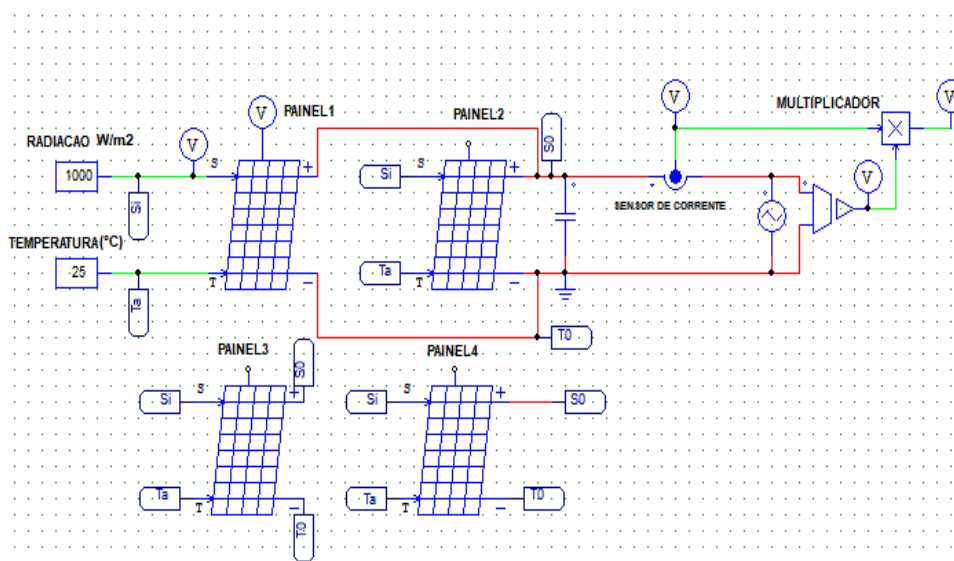 PAINEL1
PAINEL2
MULTIPLICADOR
V
V
V
V
V
RADIACAO W/m2
S0
1000
S
Si
Si
SENSOR DE CORRENTE
TEMPERATURA(°C)
25
T
Ta
T
Ta
T0
PAINEL3
PAINEL4
S0
Si
S
Si
S
S0
Ta
T
Ta
T
T0
T0